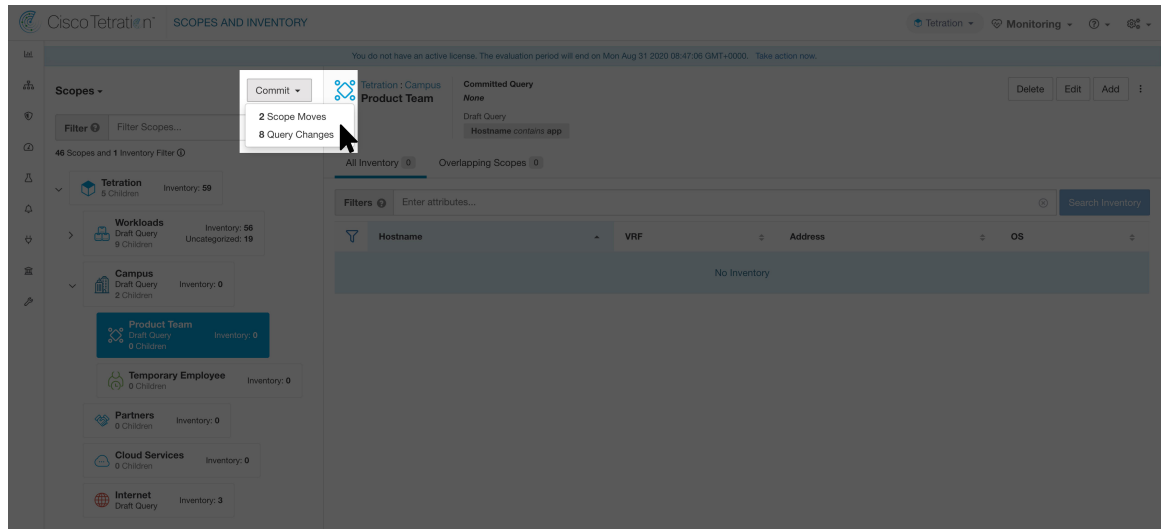 Cisco Tetration™ SCOPES AND INVENTORY
Tetration Monitoring
You do not have an active license. The evaluation period will end on Mon Aug 31 2020 08:47:06 GMT+0000. Take action now.
Scopes
Commit
2 Scope Moves
8 Query Changes
Filter Filter Scopes...
46 Scopes and 1 Inventory Filter
Tetration
5 Children
Inventory: 59
Workloads
Draft Query
9 Children
Inventory: 56
Uncategorized: 19
Campus
Draft Query
2 Children
Inventory: 0
Product Team
Draft Query
0 Children
Inventory: 0
Temporary Employee
0 Children
Inventory: 0
Partners
0 Children
Inventory: 0
Cloud Services
0 Children
Inventory: 0
Internet
Draft Query
Inventory: 3
Tetration : Campus
Product Team
Committed Query
None
Draft Query
Hostname contains app
Delete Edit Add
All Inventory 0 Overlapping Scopes 0
Filters Enter attributes... Search Inventory
Hostname VRF Address OS
No Inventory